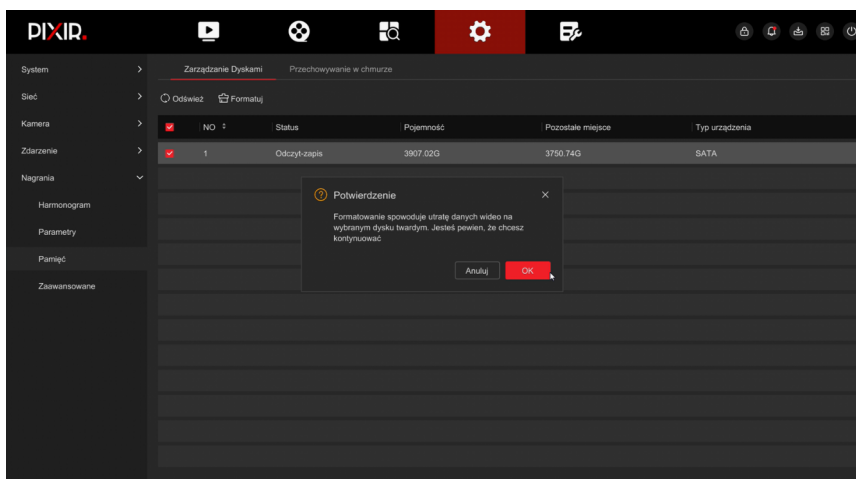 PIXIR.
System
Sieć
Kamera
Zdarzenie
Nagrania
Harmonogram
Parametry
Pamięć
Zaawansowane
Zarządzanie Dyskami Przechowywanie w chmurze
Odśwież Formatuj
NO Status Pojemność Pozostałe miejsce Typ urządzenia
1 Odczyt-zapis 3907.02G 3750.74G SATA
Potwierdzenie
Formatowanie spowoduje utratę danych wideo na
wybranym dysku twardym. Jesteś pewien, że chcesz
kontynuować
Anuluj OK